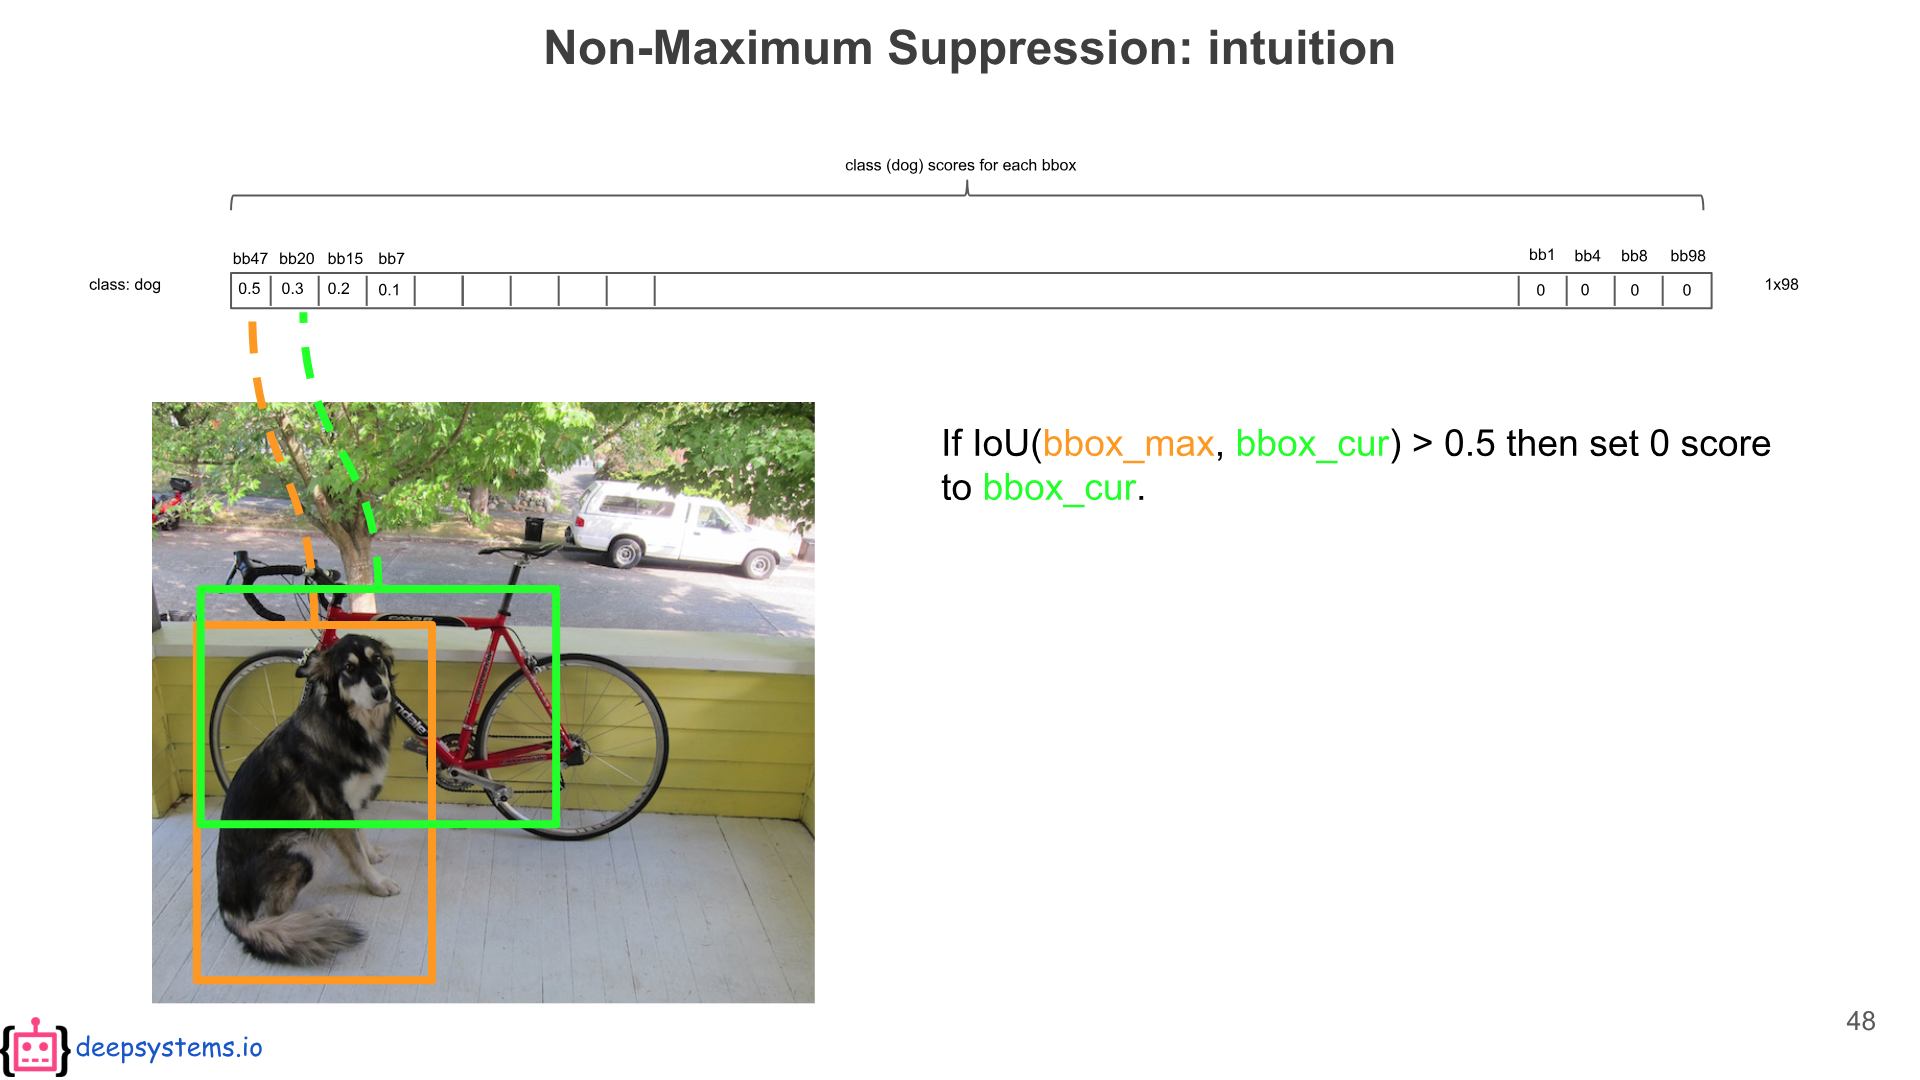 Non-Maximum Suppression: intuition
class (dog) scores for each bbox
bb47 bb20 bb15 bb7 bb1 bb4 bb8 bb98
class: dog 0.5 0.3 0.2 0.1 0 0 0 0 1x98
If IoU(bbox_max, bbox_cur) > 0.5 then set 0 score
to bbox_cur.
48
{ } deepsystems.io